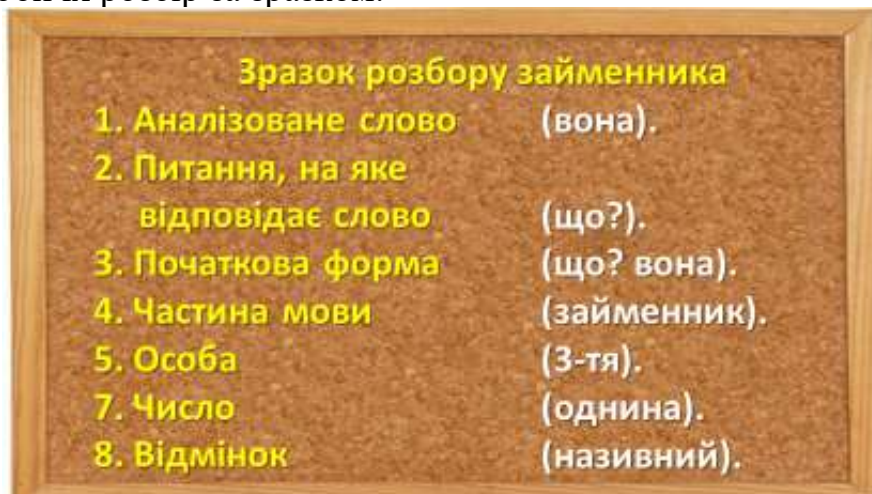 Зразок розбору займенника
1. Аналізоване слово (вона).
2. Питання, на яке
відповідає слово (що?).
3. Початкова форма (що? вона).
4. Частина мови (займенник).
5. Особа (3-тя).
7. Число (однина).
8. Відмінок (називний).